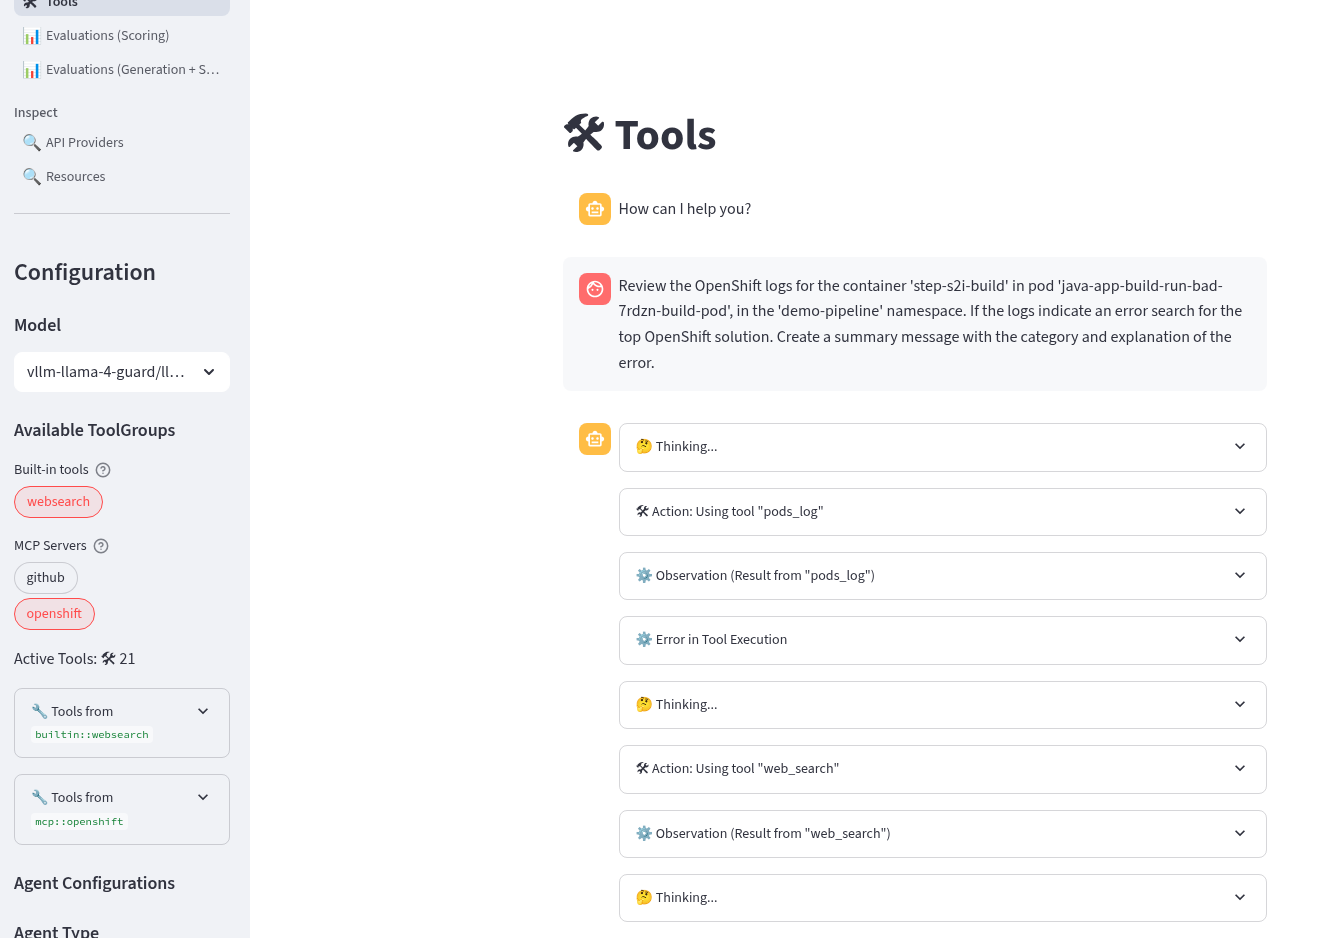 Tools
Evaluations (Scoring)
Evaluations (Generation + S…
Inspect
API Providers
Resources
Configuration
Model
vllm-llama-4-guard/ll…
Available ToolGroups
Built-in tools
websearch
MCP Servers
github
openshift
Active Tools: 21
Tools from
builtin::websearch
Tools from
mcp::openshift
Agent Configurations
Agent Type
Tools
How can I help you?
Review the OpenShift logs for the container 'step-s2i-build' in pod 'java-app-build-run-bad-
7rdzn-build-pod', in the 'demo-pipeline' namespace. If the logs indicate an error search for the
top OpenShift solution. Create a summary message with the category and explanation of the
error.
Thinking...
Action: Using tool "pods_log"
Observation (Result from "pods_log")
Error in Tool Execution
Thinking...
Action: Using tool "web_search"
Observation (Result from "web_search")
Thinking...